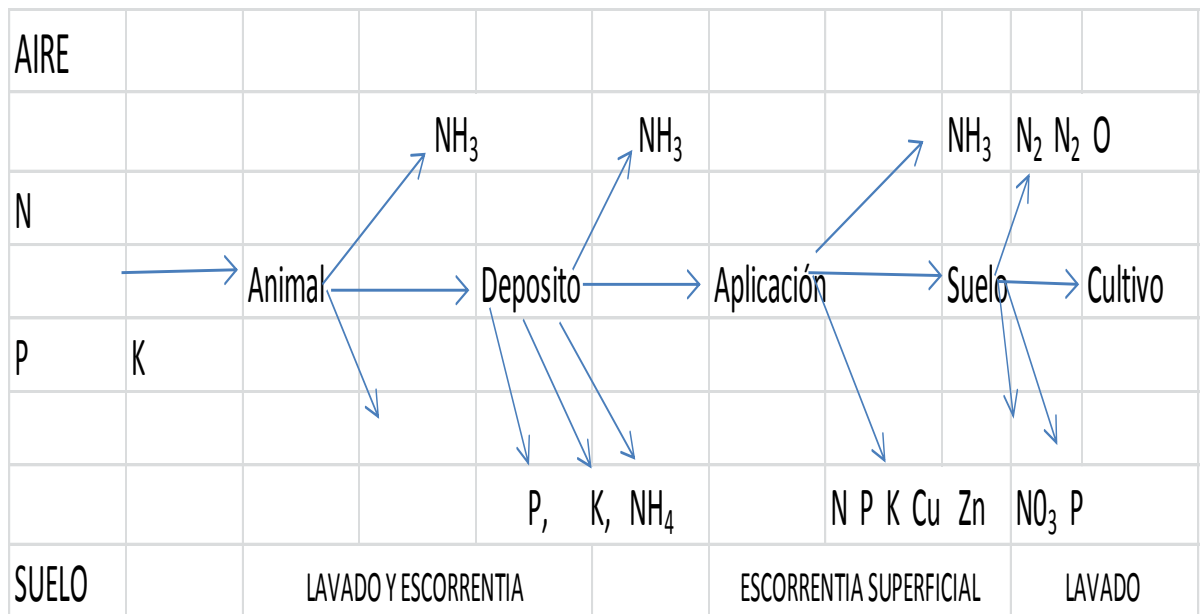 AIRE
NH₃ NH₃ NH₃ N₂ N₂ O
N
Animal Deposito Aplicación Suelo Cultivo
P K
P, K, NH₄ N P K Cu Zn NO₃ P
SUELO LAVADO Y ESCORRENTIA ESCORRENTIA SUPERFICIAL LAVADO